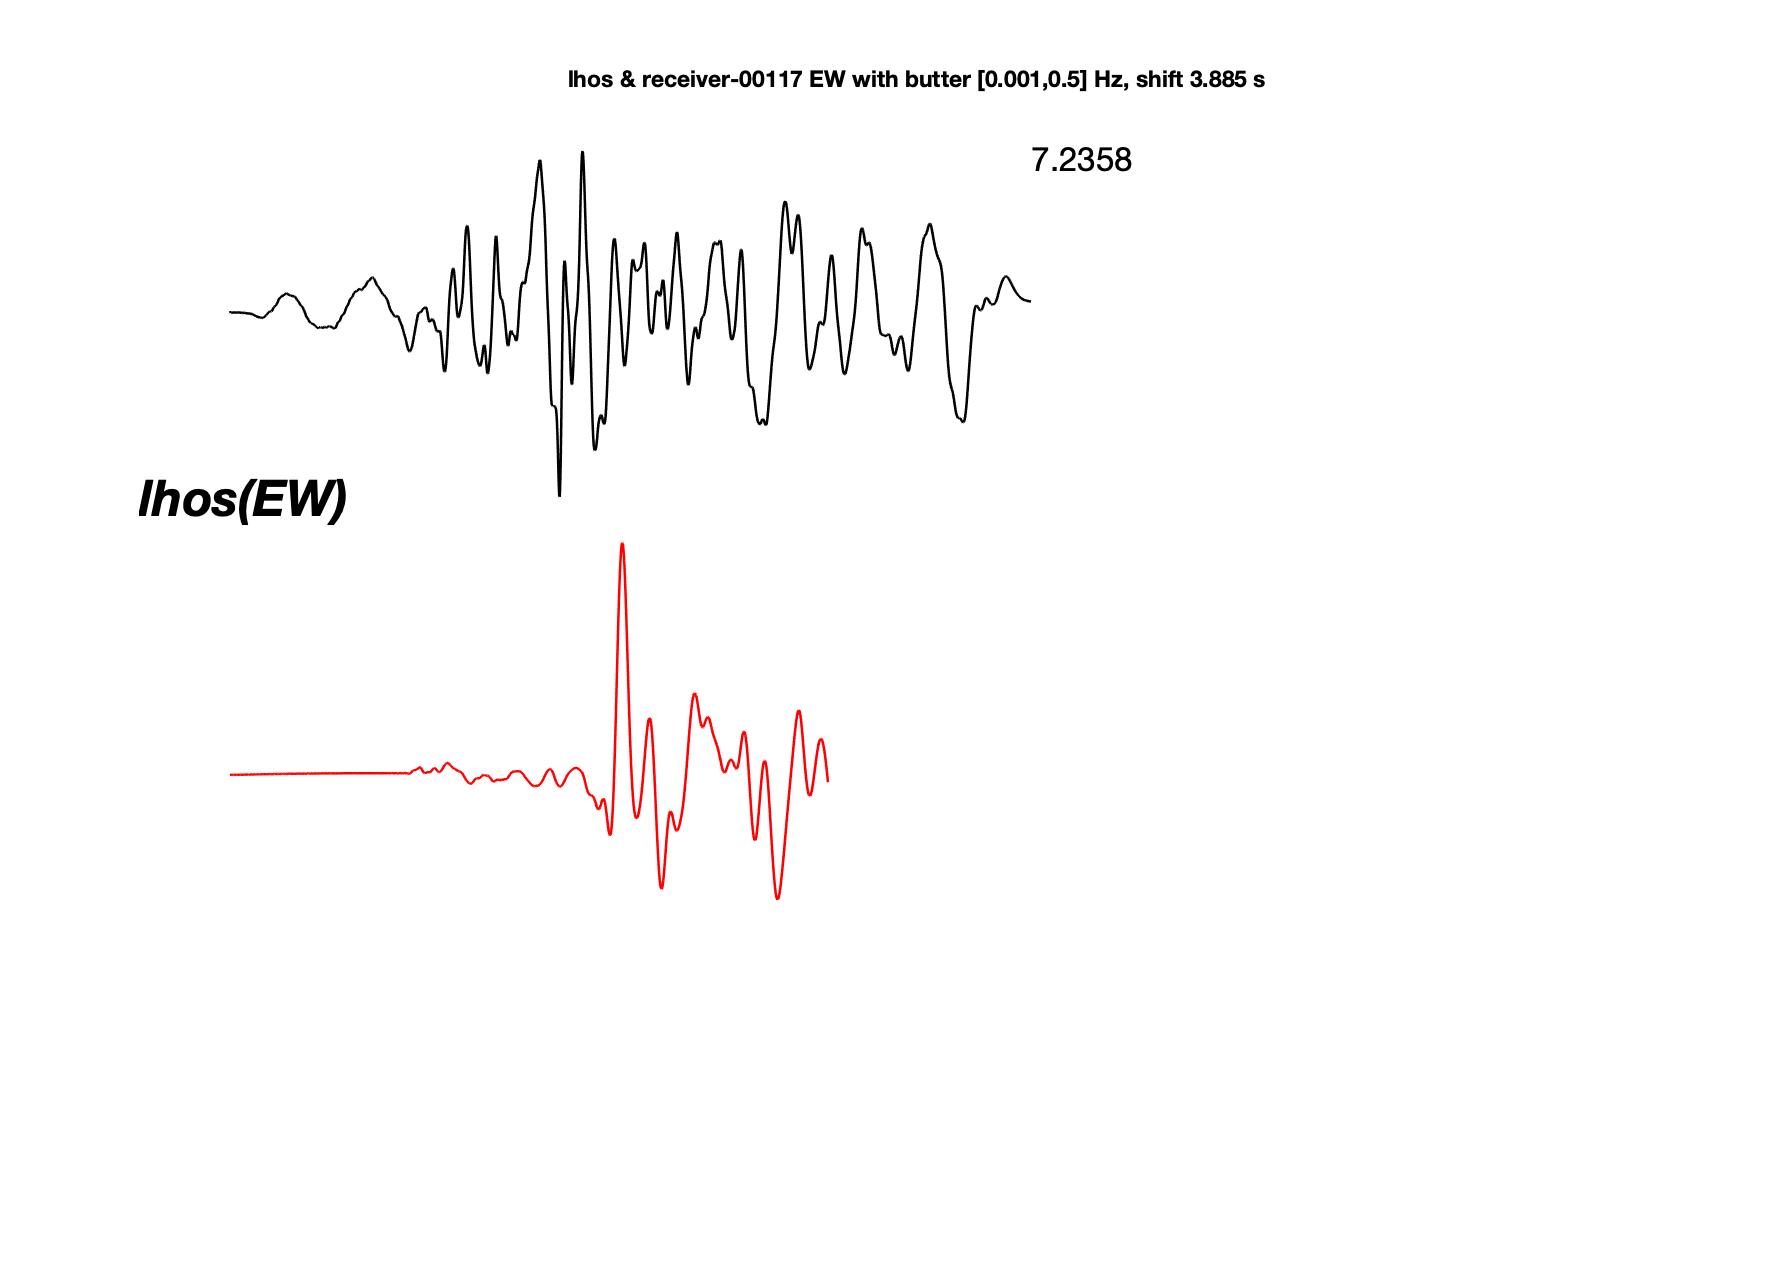 lhos & receiver-00117 EW with butter [0.001,0.5] Hz, shift 3.885 s
7.2358
lhos(EW)